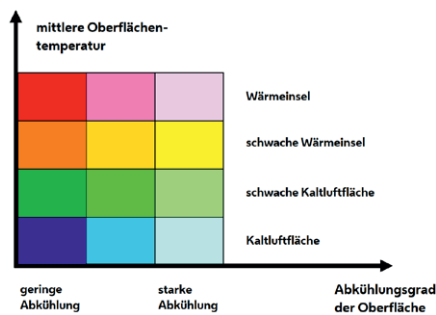 mittlere Oberflächen-
temperatur
Wärmeinsel
schwache Wärmeinsel
schwache Kaltluftfläche
Kaltluftfläche
geringe
Abkühlung
starke
Abkühlung
Abkühlungsgrad
der Oberfläche